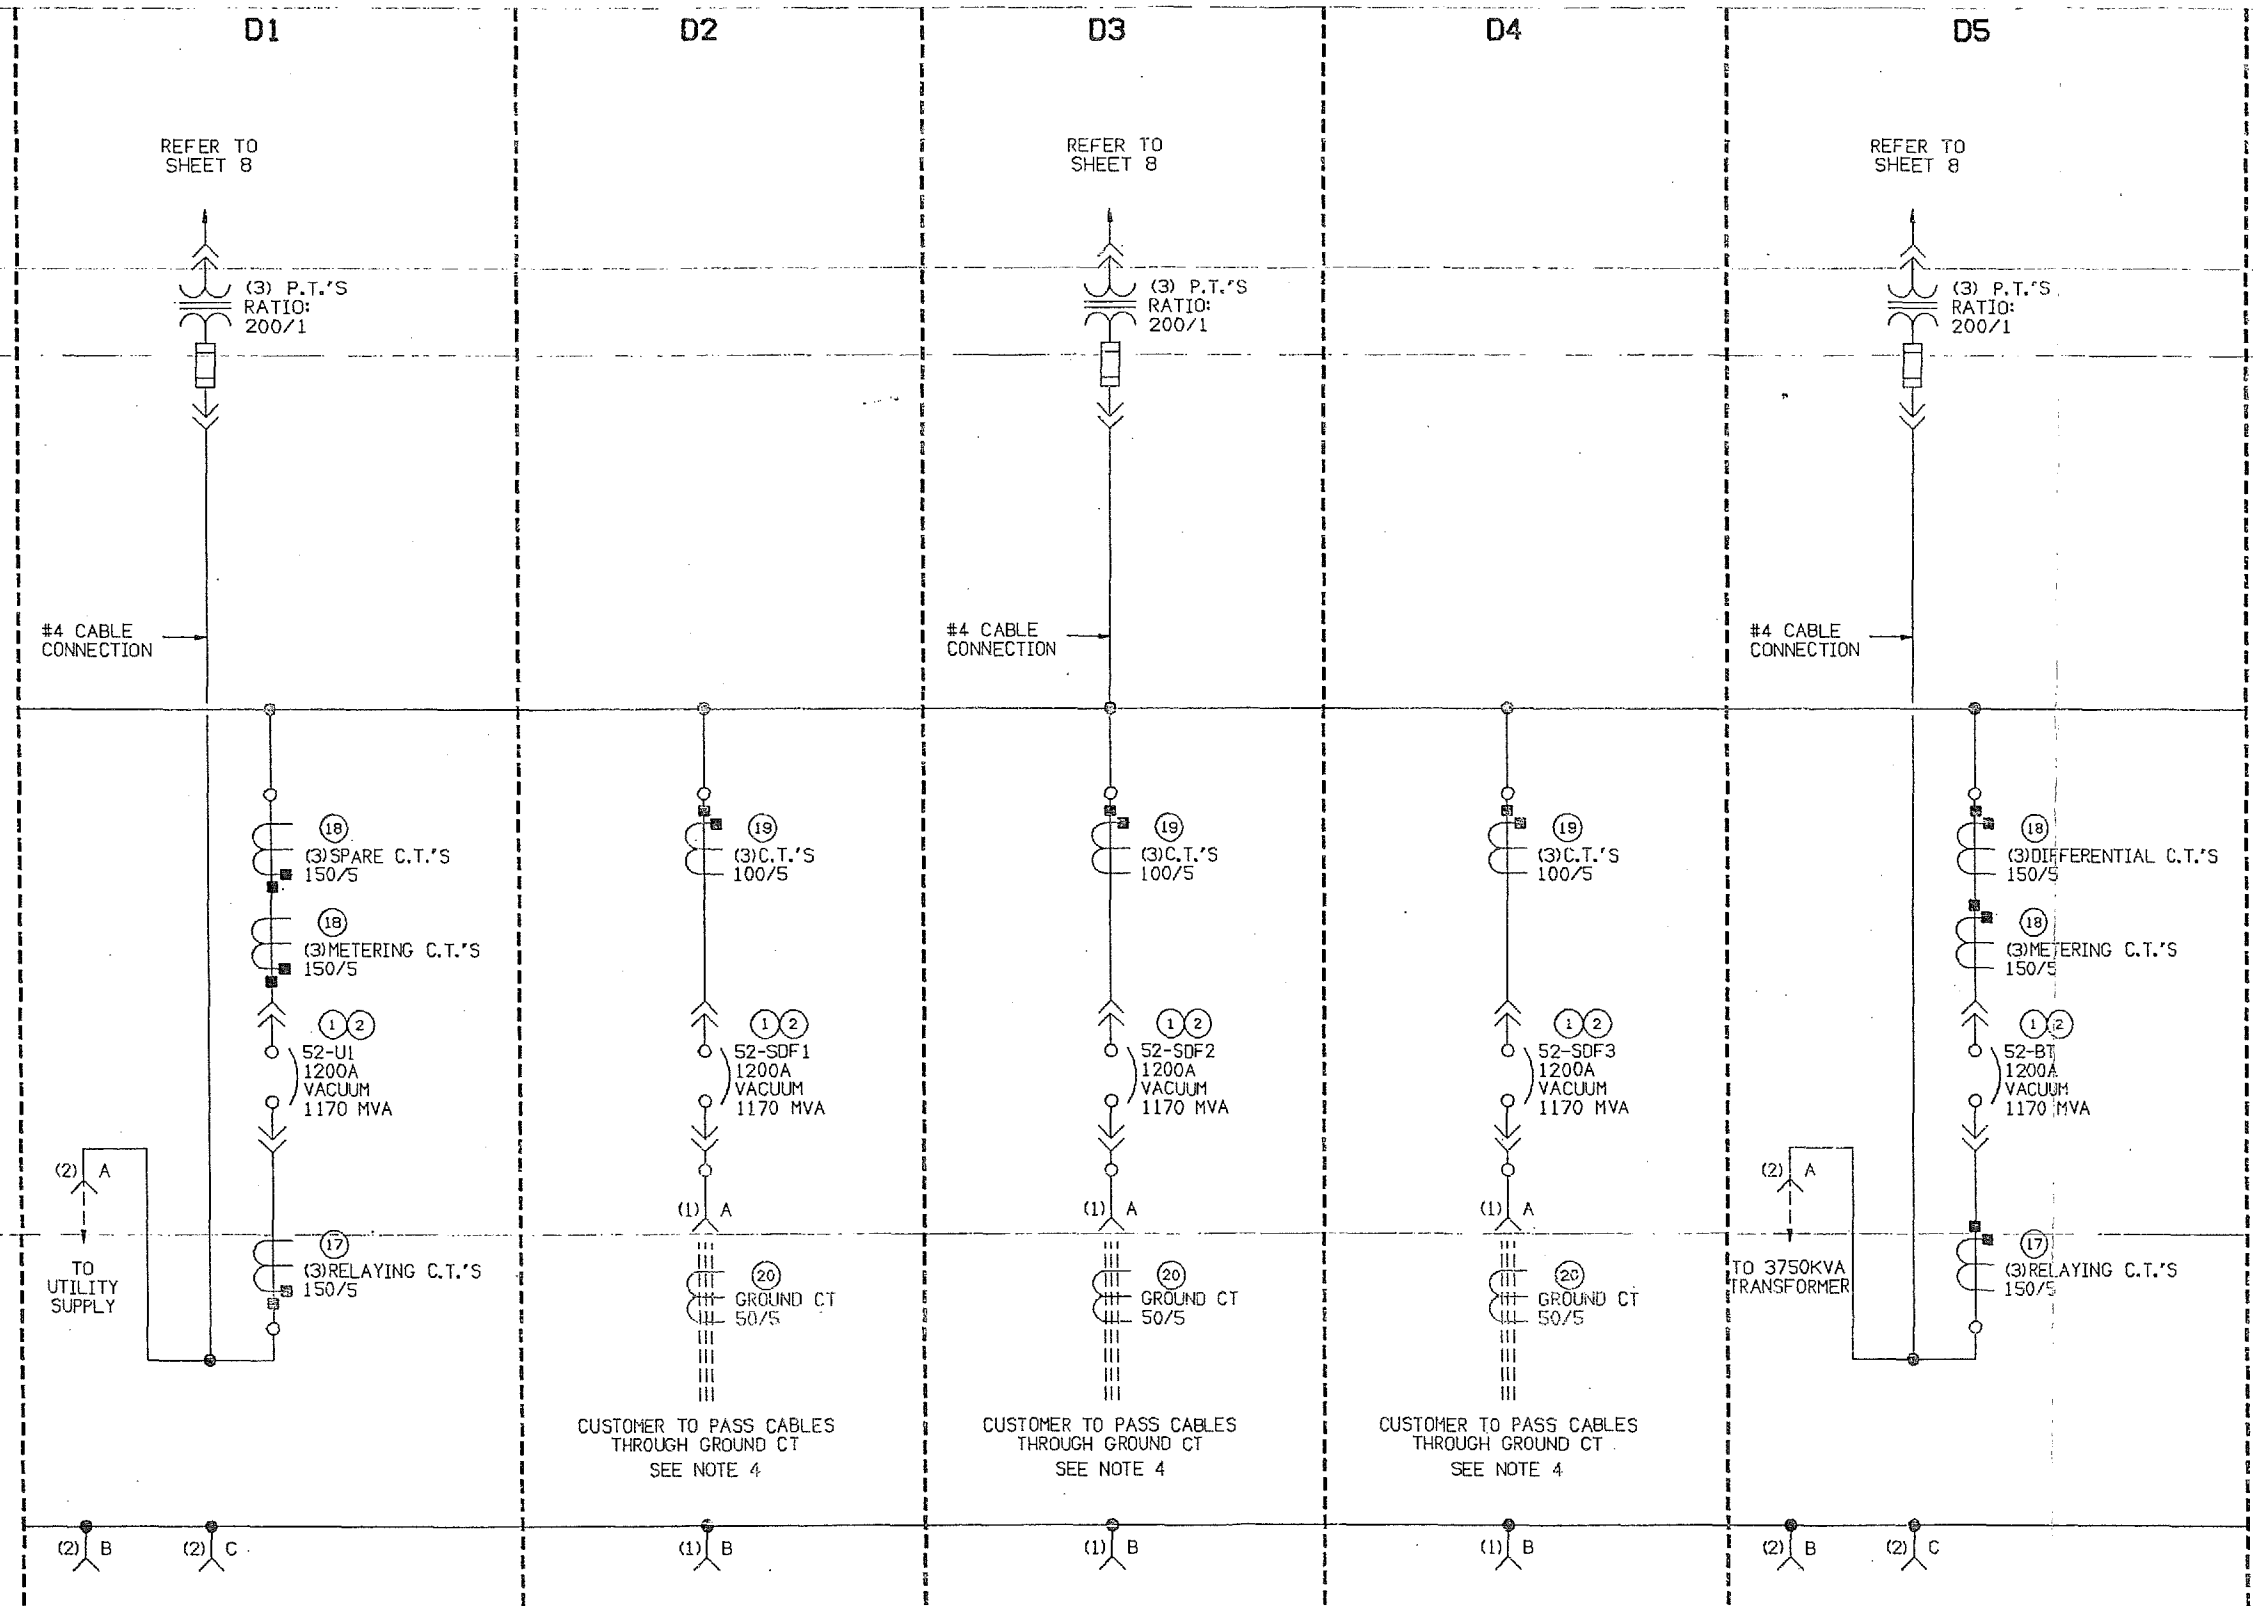 D1
REFER TO
SHEET 8
(3) P.T.'S
RATIO:
200/1
#4 CABLE
CONNECTION
18
(3)SPARE C.T.'S
150/5
18
(3)METERING C.T.'S
150/5
1 2
52-U1
1200A
VACUUM
1170 MVA
(2) A
TO
UTILITY
SUPPLY
17
(3)RELAYING C.T.'S
150/5
(2) B
(2) C
D2
19
(3)C.T.'S
100/5
1 2
52-SDF1
1200A
VACUUM
1170 MVA
(1) A
20
GROUND CT
50/5
CUSTOMER TO PASS CABLES
THROUGH GROUND CT
SEE NOTE 4
(1) B
D3
REFER TO
SHEET 8
(3) P.T.'S
RATIO:
200/1
#4 CABLE
CONNECTION
19
(3)C.T.'S
100/5
1 2
52-SDF2
1200A
VACUUM
1170 MVA
(1) A
20
GROUND CT
50/5
CUSTOMER TO PASS CABLES
THROUGH GROUND CT
SEE NOTE 4
(1) B
D4
19
(3)C.T.'S
100/5
1 2
52-SDF3
1200A
VACUUM
1170 MVA
(1) A
20
GROUND CT
50/5
CUSTOMER TO PASS CABLES
THROUGH GROUND CT
SEE NOTE 4
(1) B
D5
REFER TO
SHEET 8
(3) P.T.'S
RATIO:
200/1
#4 CABLE
CONNECTION
18
(3)DIFFERENTIAL C.T.'S
150/5
18
(3)METERING C.T.'S
150/5
1 2
52-BT
1200A
VACUUM
1170 MVA
(2) A
TO 3750KVA
TRANSFORMER
17
(3)RELAYING C.T.'S
150/5
(2) B
(2) C